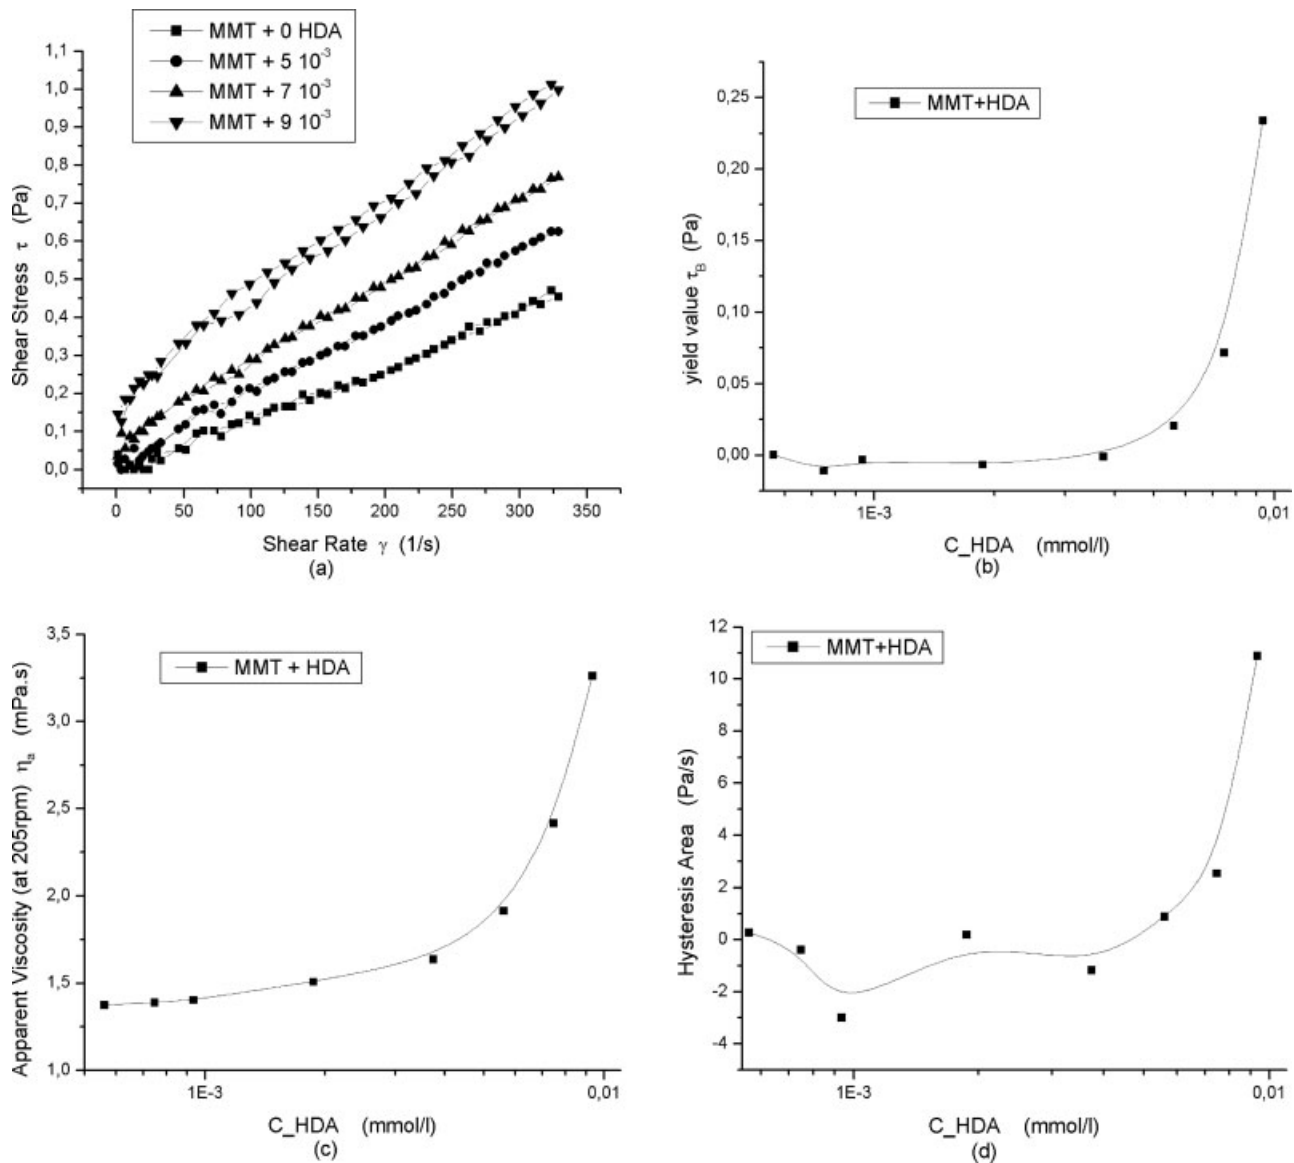 MMT + 0 HDA
MMT + 5 10⁻³
MMT + 7 10⁻³
MMT + 9 10⁻³
1,1
1,0
0,9
0,8
0,7
0,6
0,5
0,4
0,3
0,2
0,1
0,0
Shear Stress τ (Pa)
0 50 100 150 200 250 300 350
Shear Rate γ (1/s)
(a)
MMT+HDA
0,25
0,20
0,15
0,10
0,05
0,00
yield value τ_B (Pa)
1E-3 0,01
C_HDA (mmol/l)
(b)
MMT + HDA
3,5
3,0
2,5
2,0
1,5
1,0
Apparent Viscosity (at 205rpm) η_a (mPa.s)
1E-3 0,01
C_HDA (mmol/l)
(c)
MMT+HDA
12
10
8
6
4
2
0
-2
-4
Hysteresis Area (Pa/s)
1E-3 0,01
C_HDA (mmol/l)
(d)